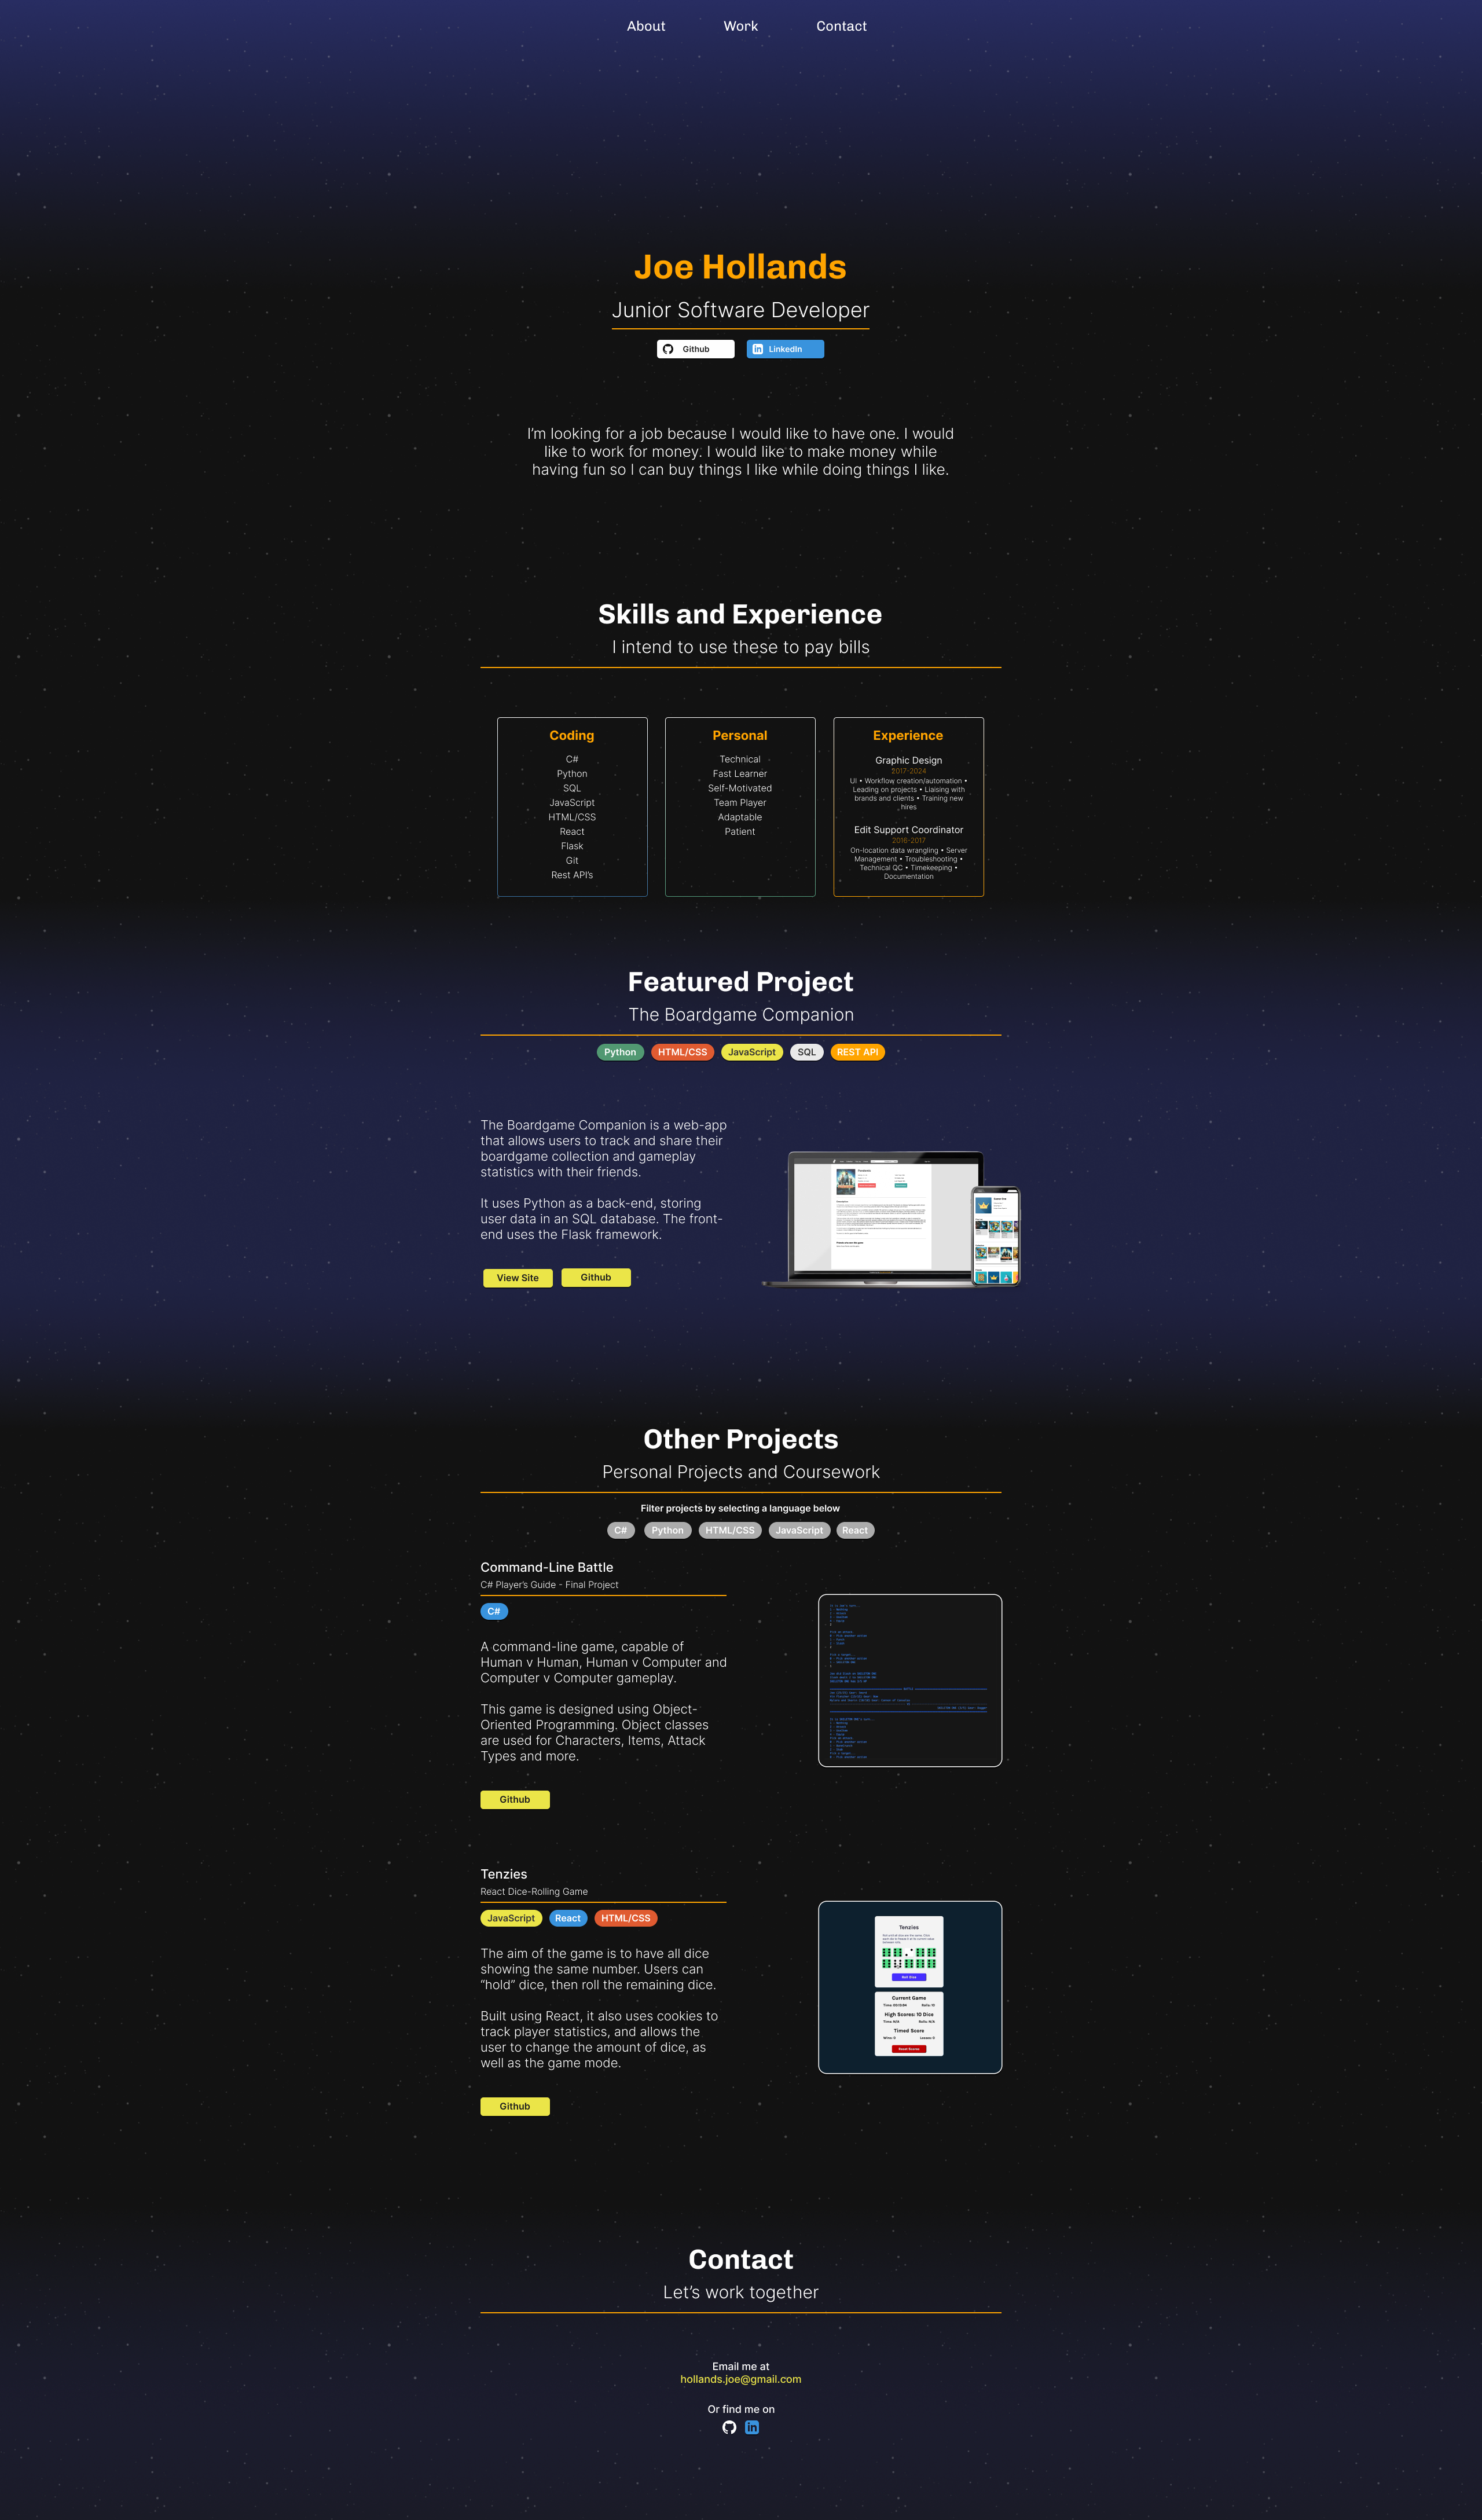 About Work Contact
Joe Hollands
Junior Software Developer
Github LinkedIn
I’m looking for a job because I would like to have one. I would
like to work for money. I would like to make money while
having fun so I can buy things I like while doing things I like.
Skills and Experience
I intend to use these to pay bills
Coding
C#
Python
SQL
JavaScript
HTML/CSS
React
Flask
Git
Rest API’s
Personal
Technical
Fast Learner
Self-Motivated
Team Player
Adaptable
Patient
Experience
Graphic Design
2017-2024
UI • Workflow creation/automation •
Leading on projects • Liaising with
brands and clients • Training new
hires
Edit Support Coordinator
2016-2017
On-location data wrangling • Server
Management • Troubleshooting •
Technical QC • Timekeeping •
Documentation
Featured Project
The Boardgame Companion
Python HTML/CSS JavaScript SQL REST API
The Boardgame Companion is a web-app
that allows users to track and share their
boardgame collection and gameplay
statistics with their friends.
It uses Python as a back-end, storing
user data in an SQL database. The front-
end uses the Flask framework.
View Site Github
Other Projects
Personal Projects and Coursework
Filter projects by selecting a language below
C# Python HTML/CSS JavaScript React
Command-Line Battle
C# Player’s Guide - Final Project
C#
A command-line game, capable of
Human v Human, Human v Computer and
Computer v Computer gameplay.
This game is designed using Object-
Oriented Programming. Object classes
are used for Characters, Items, Attack
Types and more.
Github
Tenzies
React Dice-Rolling Game
JavaScript React HTML/CSS
The aim of the game is to have all dice
showing the same number. Users can
“hold” dice, then roll the remaining dice.
Built using React, it also uses cookies to
track player statistics, and allows the
user to change the amount of dice, as
well as the game mode.
Github
Tenzies
Roll Dice
Current Game
High Scores: 10 Dice
Timed Score
Reset Scores
Contact
Let’s work together
Email me at
hollands.joe@gmail.com
Or find me on